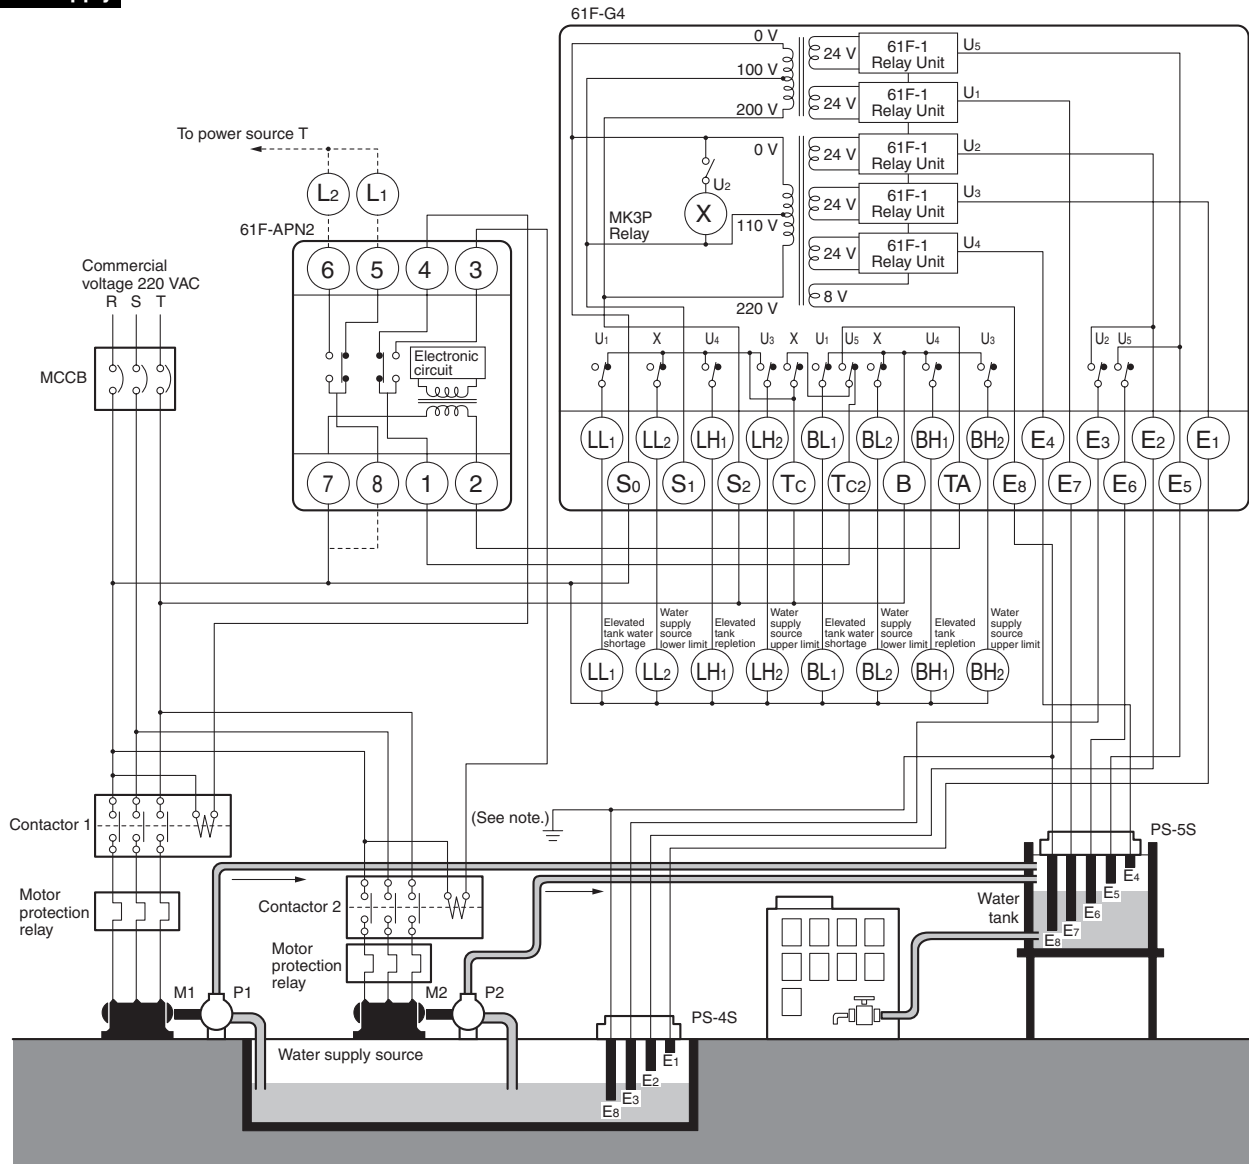 61F-G4
0 V
24 V
61F-1
Relay Unit
U5
100 V
24 V
61F-1
Relay Unit
U1
200 V
To power source T
0 V
24 V
61F-1
Relay Unit
U2
U2
L2
L1
24 V
61F-1
Relay Unit
U3
MK3P
Relay
X
110 V
61F-APN2
24 V
61F-1
Relay Unit
U4
6
5
4
3
Commercial
voltage 220 VAC
R S T
8 V
220 V
U1 X U4 U3 X U1 U5 X U4 U3 U2 U5
Electronic
circuit
MCCB
LL1 LL2 LH1 LH2 BL1 BL2 BH1 BH2 E4 E3 E2 E1
7 8 1 2
S0 S1 S2 TC TC2 B TA E8 E7 E6 E5
Elevated
tank water
shortage
Water
supply
source
lower limit
Elevated
tank
repletion
Water
supply
source
upper limit
Elevated
tank water
shortage
Water
supply
source
lower limit
Elevated
tank
repletion
Water
supply
source
upper limit
LL1 LL2 LH1 LH2 BL1 BL2 BH1 BH2
(See note.)
Contactor 1
PS-5S
Motor
protection
relay
Contactor 2
Water
tank
E4
E5
E6
E7
E8
Motor
protection
relay
M1 P1
M2 P2
PS-4S
Water supply source
E1
E2
E3
E8